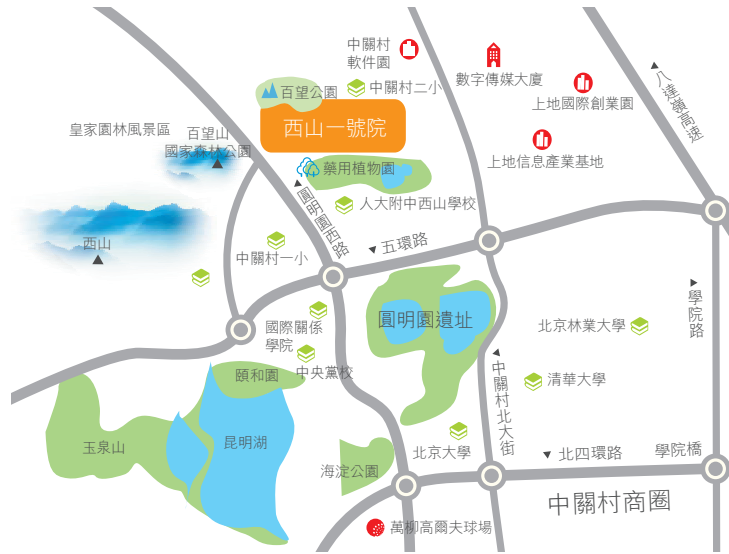 中關村
軟件園
數字傳媒大廈
八達嶺高速
百望公園
中關村二小
上地國際創業園
西山一號院
皇家園林風景區
百望山
國家森林公園
藥用植物園
上地信息產業基地
圓明園西路
人大附中西山學校
西山
中關村一小
五環路
學院路
國際關係
學院
圓明園遺址
北京林業大學
中央黨校
頤和園
中關村北大街
清華大學
玉泉山
昆明湖
北京大學
北四環路
學院橋
海淀公園
中關村商圈
萬柳高爾夫球場